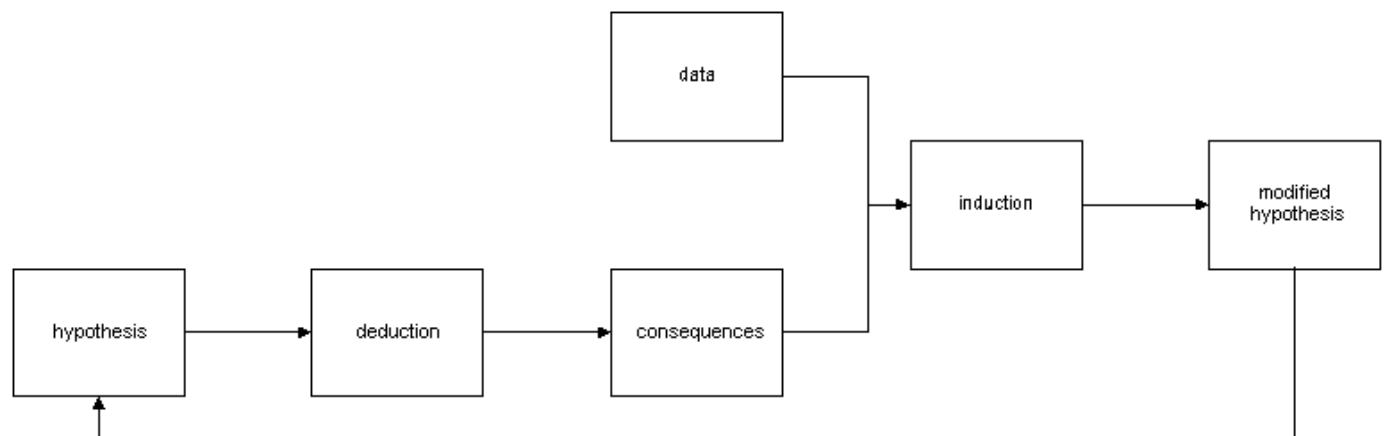 data
induction
modified
hypothesis
hypothesis
deduction
consequences